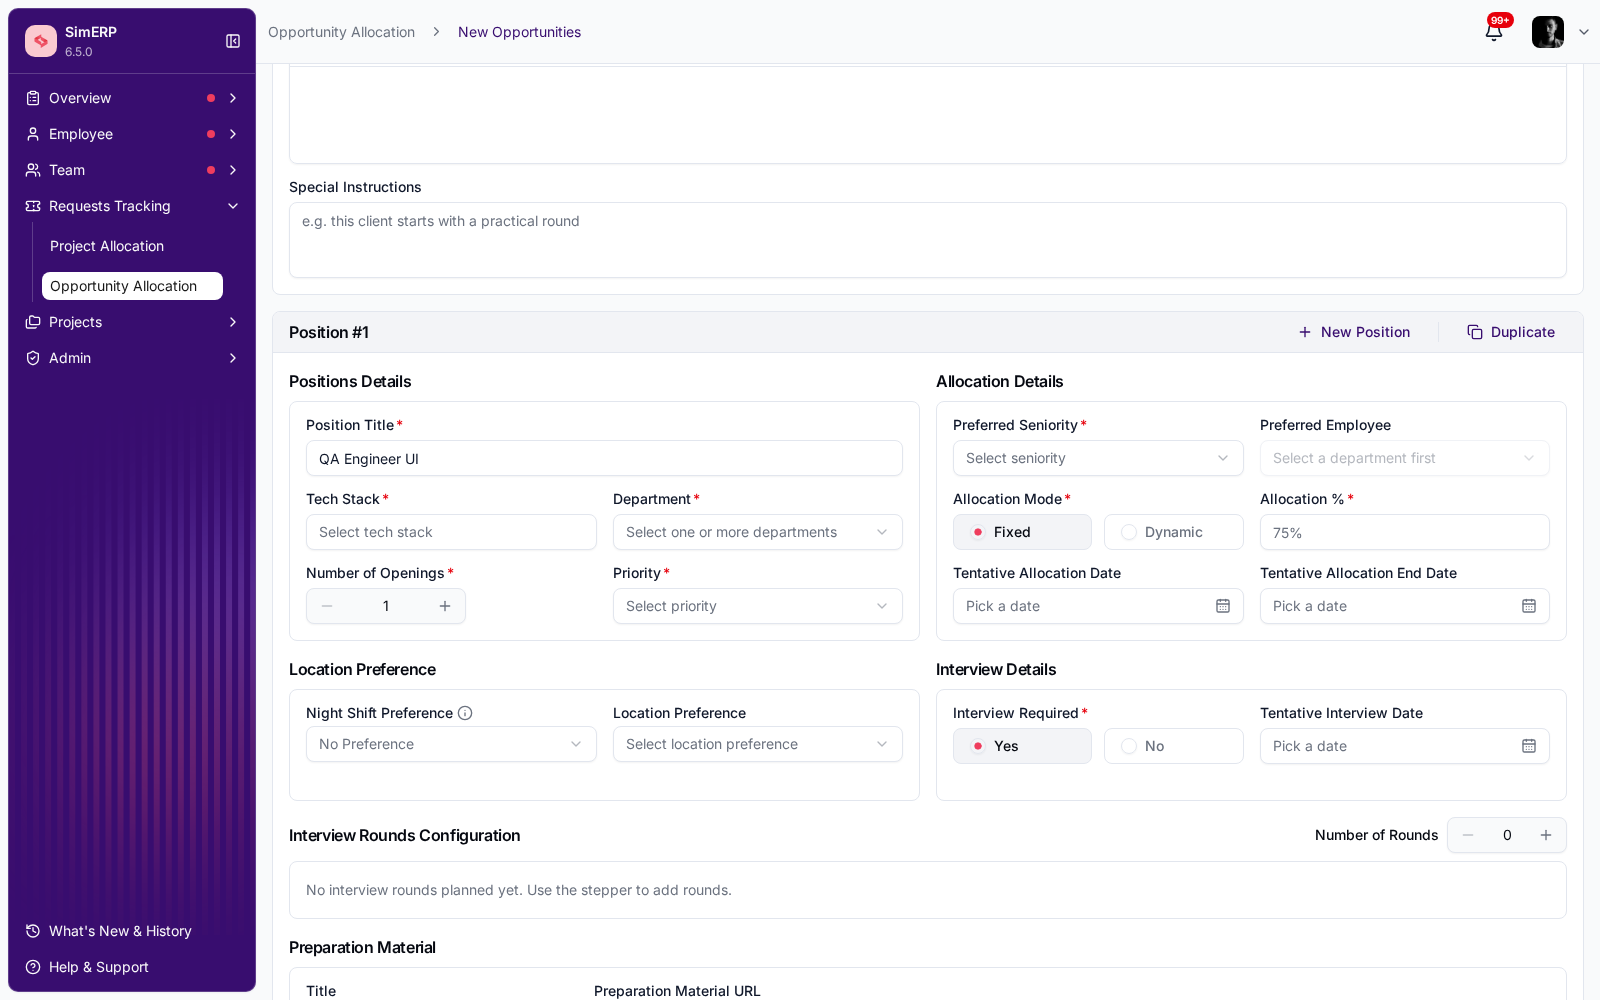 SimERP
6.5.0
Overview
Employee
Team
Requests Tracking
Project Allocation
Opportunity Allocation
Projects
Admin
What's New & History
Help & Support
Opportunity Allocation
New Opportunities
99+
Special Instructions
e.g. this client starts with a practical round
Position #1
New Position
Duplicate
Positions Details
Position Title*
QA Engineer UI
Tech Stack*
Department*
Select tech stack
Select one or more departments
Number of Openings*
Priority*
1
Select priority
Allocation Details
Preferred Seniority*
Preferred Employee
Select seniority
Select a department first
Allocation Mode*
Allocation %*
Fixed
Dynamic
75%
Tentative Allocation Date
Tentative Allocation End Date
Pick a date
Pick a date
Location Preference
Night Shift Preference
Location Preference
No Preference
Select location preference
Interview Details
Interview Required*
Tentative Interview Date
Yes
No
Pick a date
Interview Rounds Configuration
Number of Rounds
0
No interview rounds planned yet. Use the stepper to add rounds.
Preparation Material
Title
Preparation Material URL